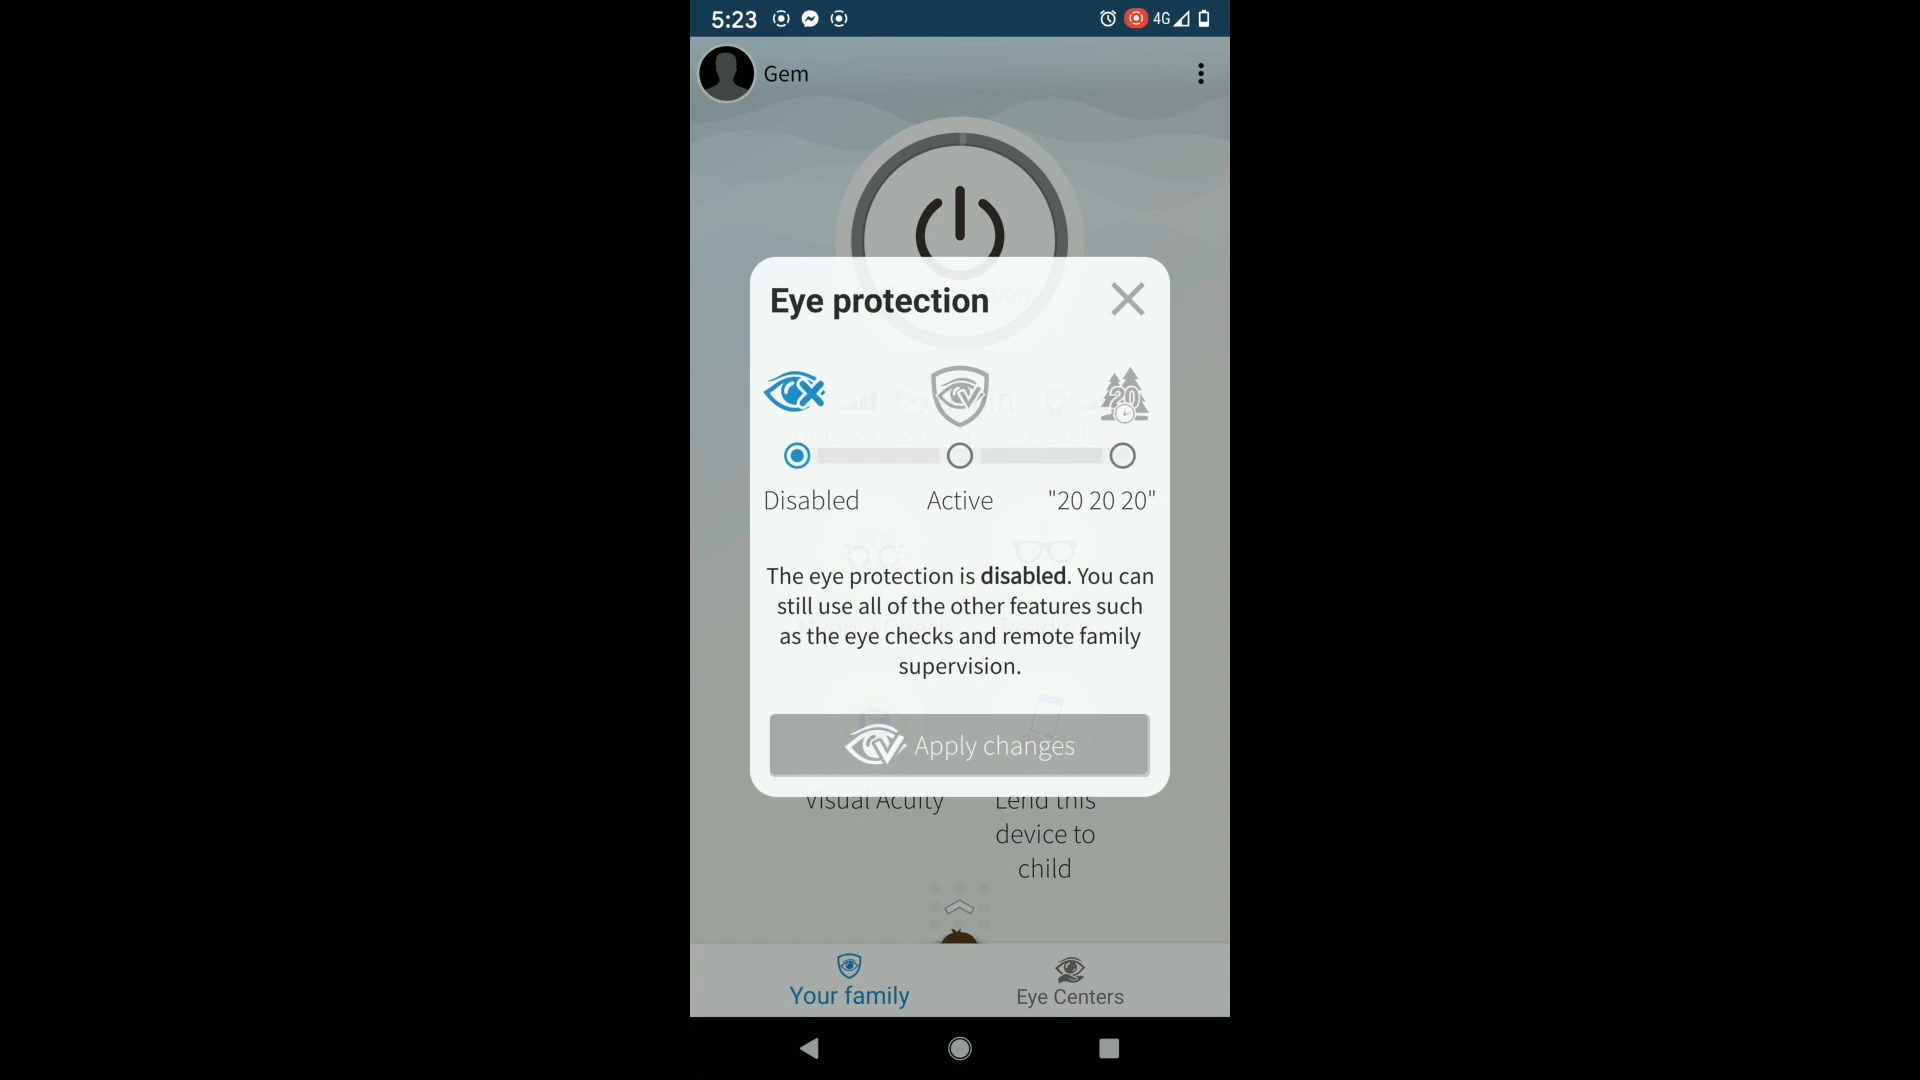 5:23
4G
Gem
Eye protection
20
Disabled
Active
"20 20 20"
The eye protection is disabled. You can
still use all of the other features such
as the eye checks and remote family
supervision.
Apply changes
Visual Acuity
Lend this
device to
child
Your family
Eye Centers